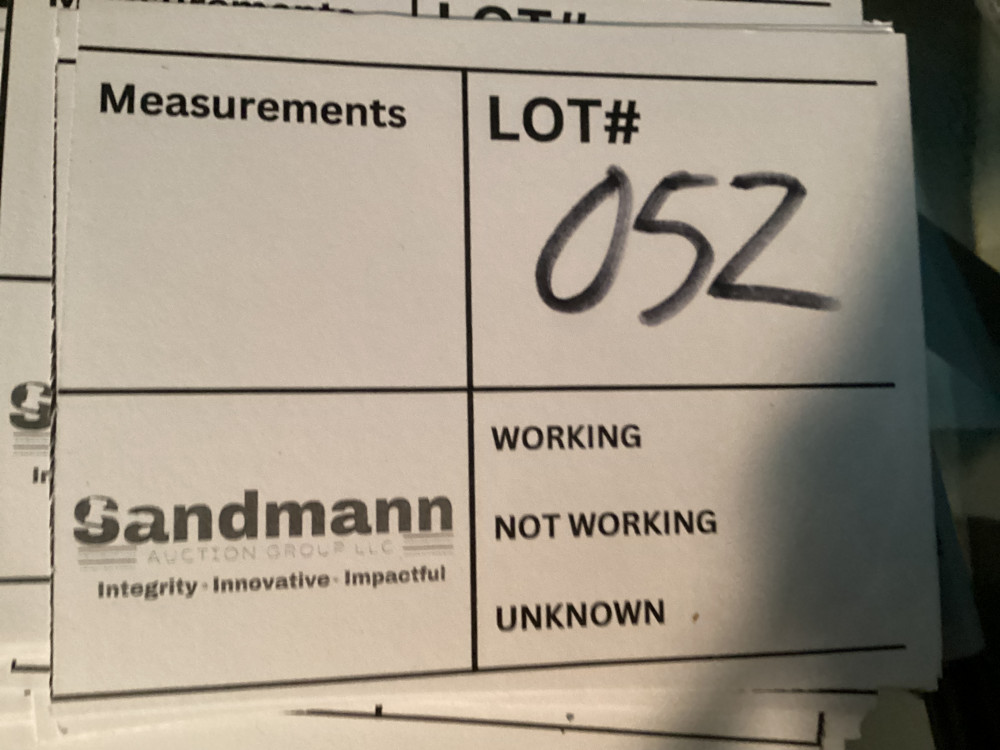 Measurements
LOT#
052
WORKING
NOT WORKING
UNKNOWN
Sandmann
AUCTION GROUP LLC
Integrity · Innovative · Impactful